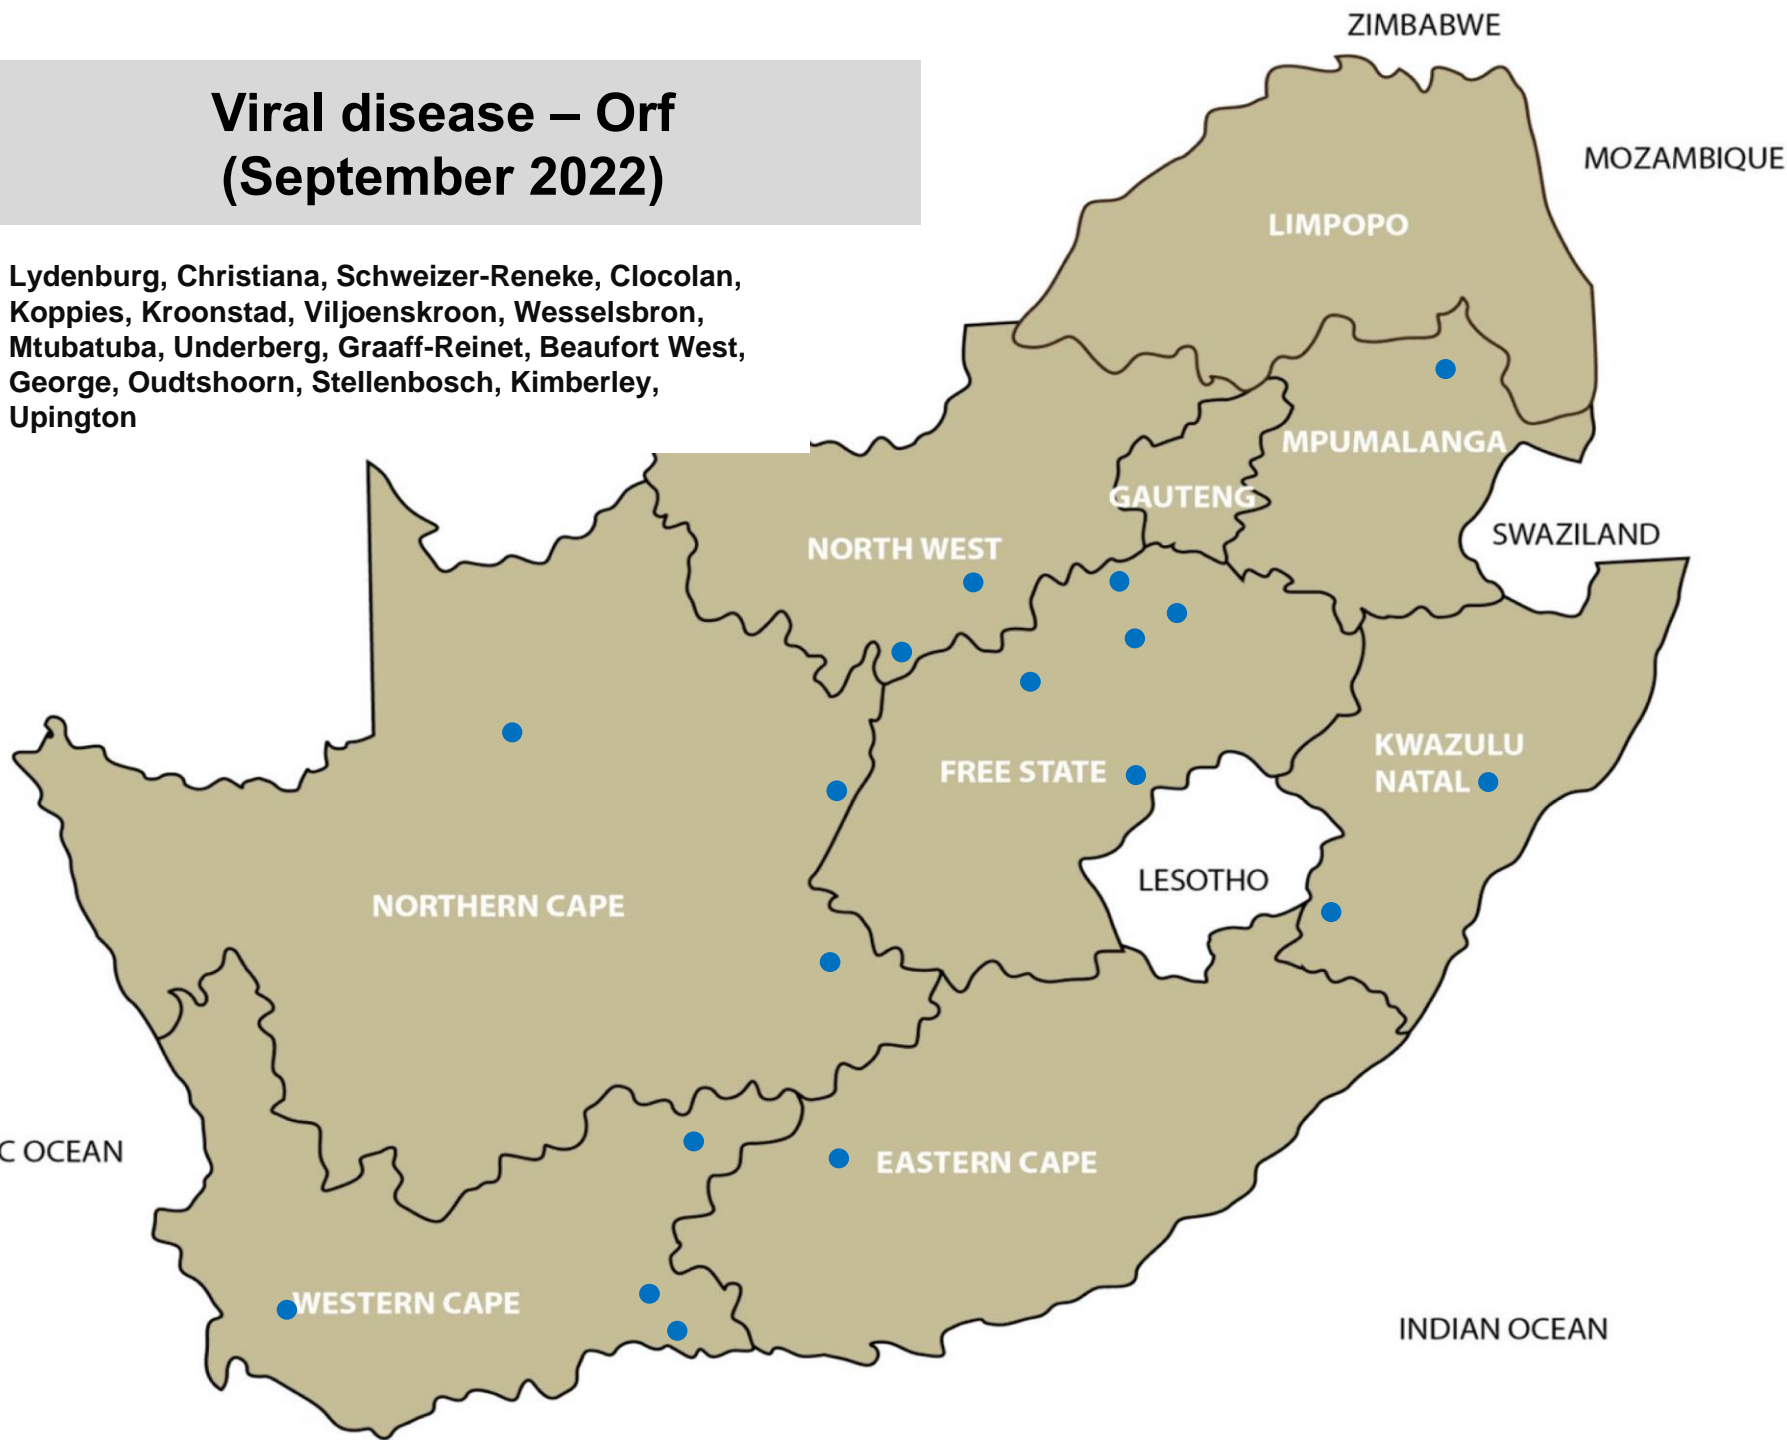 Viral disease – Orf
(September 2022)
Lydenburg, Christiana, Schweizer-Reneke, Clocolan,
Koppies, Kroonstad, Viljoenskroon, Wesselsbron,
Mtubatuba, Underberg, Graaff-Reinet, Beaufort West,
George, Oudtshoorn, Stellenbosch, Kimberley,
Upington
ZIMBABWE
MOZAMBIQUE
LIMPOPO
MPUMALANGA
GAUTENG
SWAZILAND
NORTH WEST
KWAZULU
NATAL
FREE STATE
LESOTHO
NORTHERN CAPE
C OCEAN
EASTERN CAPE
WESTERN CAPE
INDIAN OCEAN